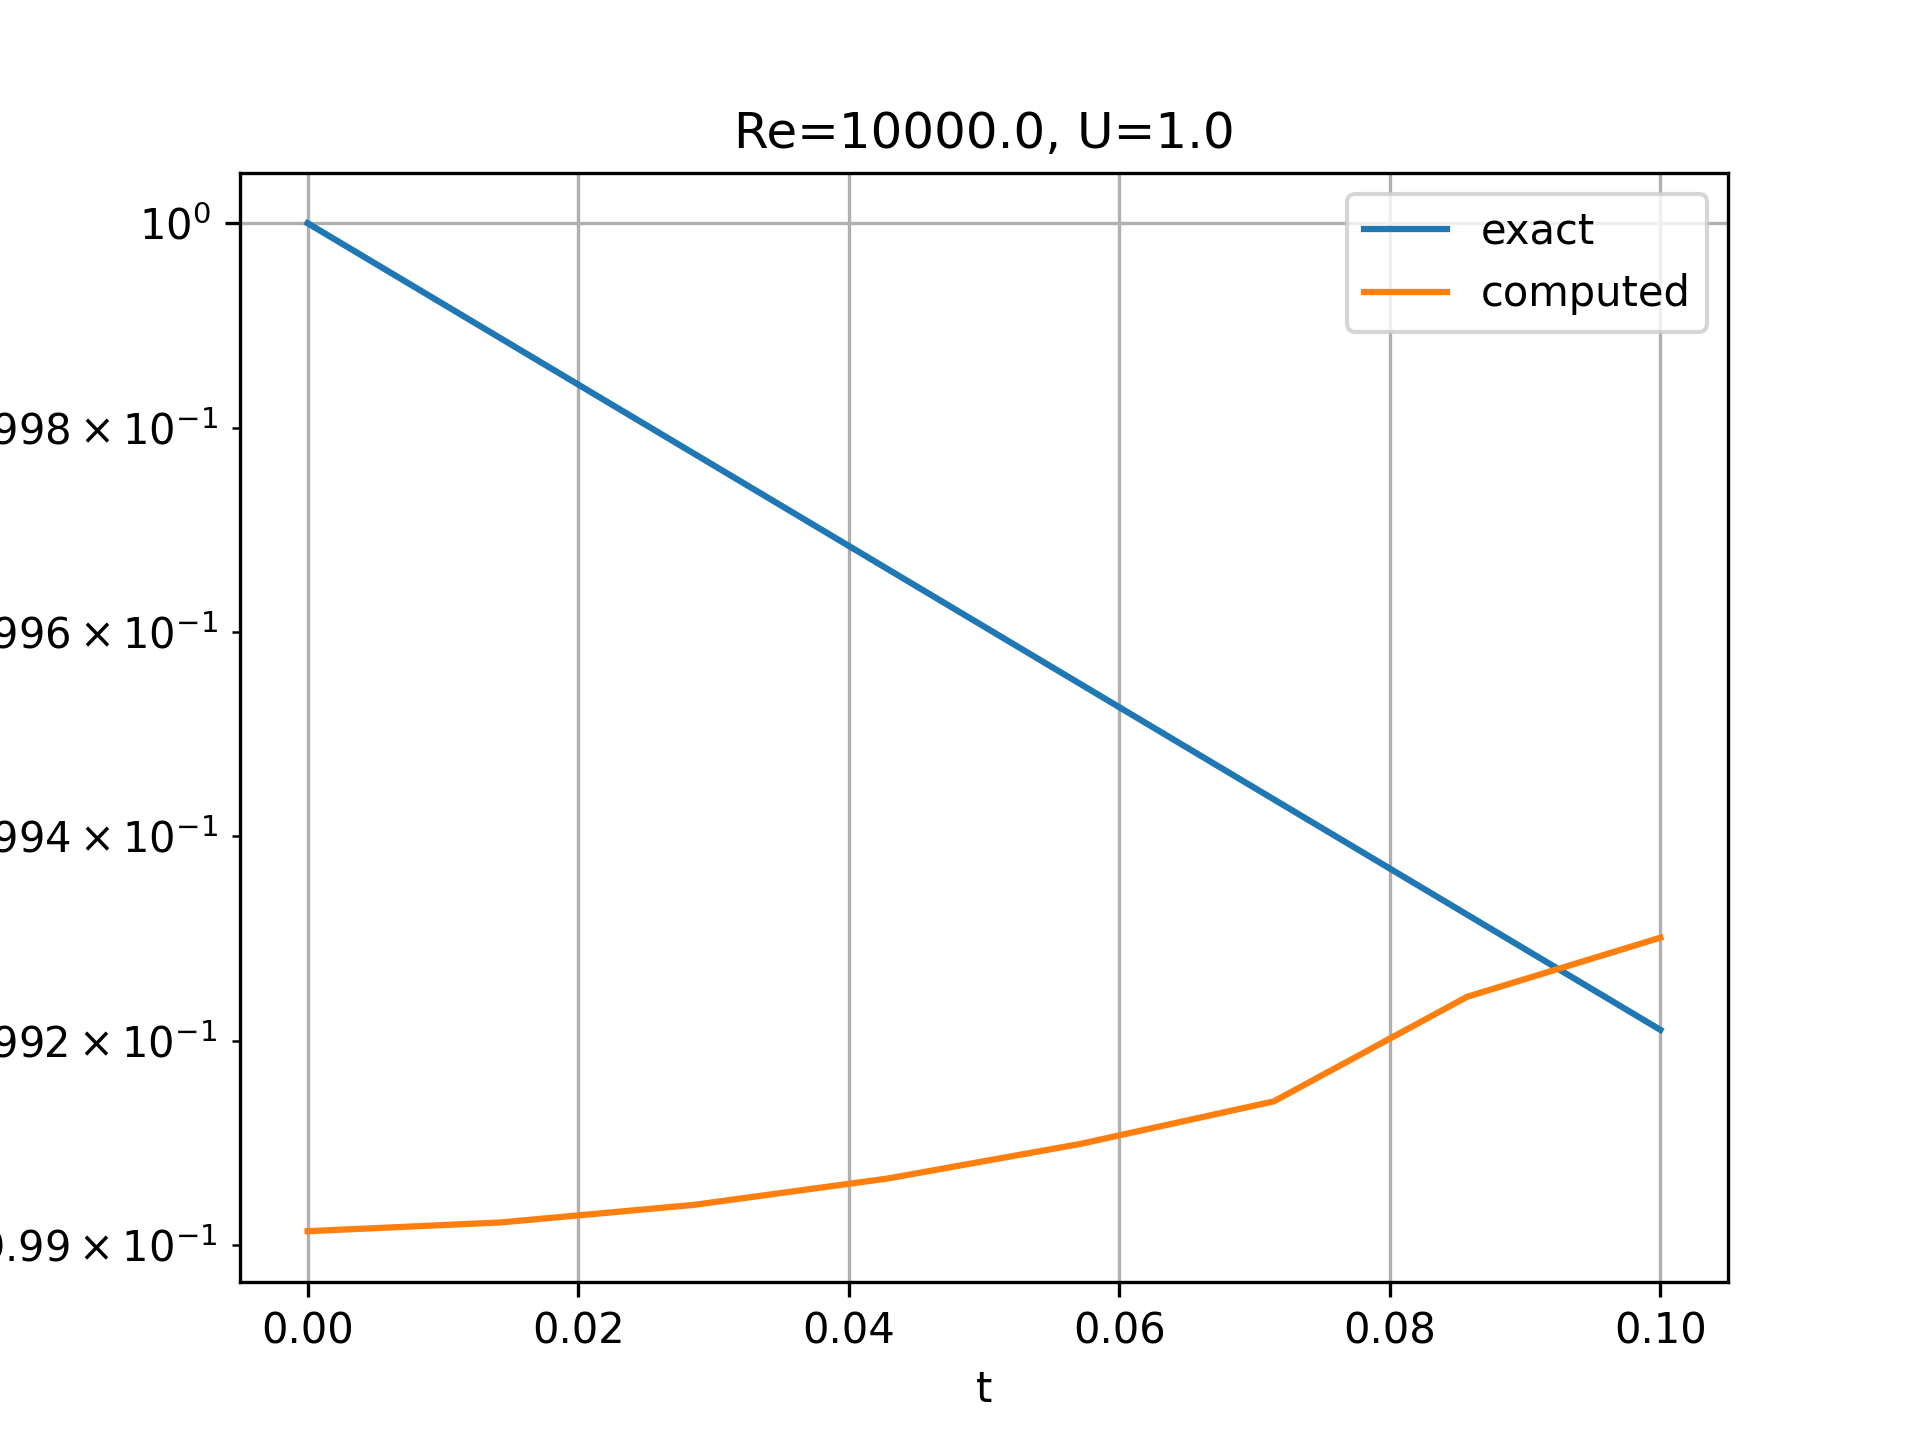 Re=10000.0, U=1.0
10⁰
exact
computed
998×10⁻¹
996×10⁻¹
994×10⁻¹
992×10⁻¹
.99×10⁻¹
0.00 0.02 0.04 0.06 0.08 0.10
t